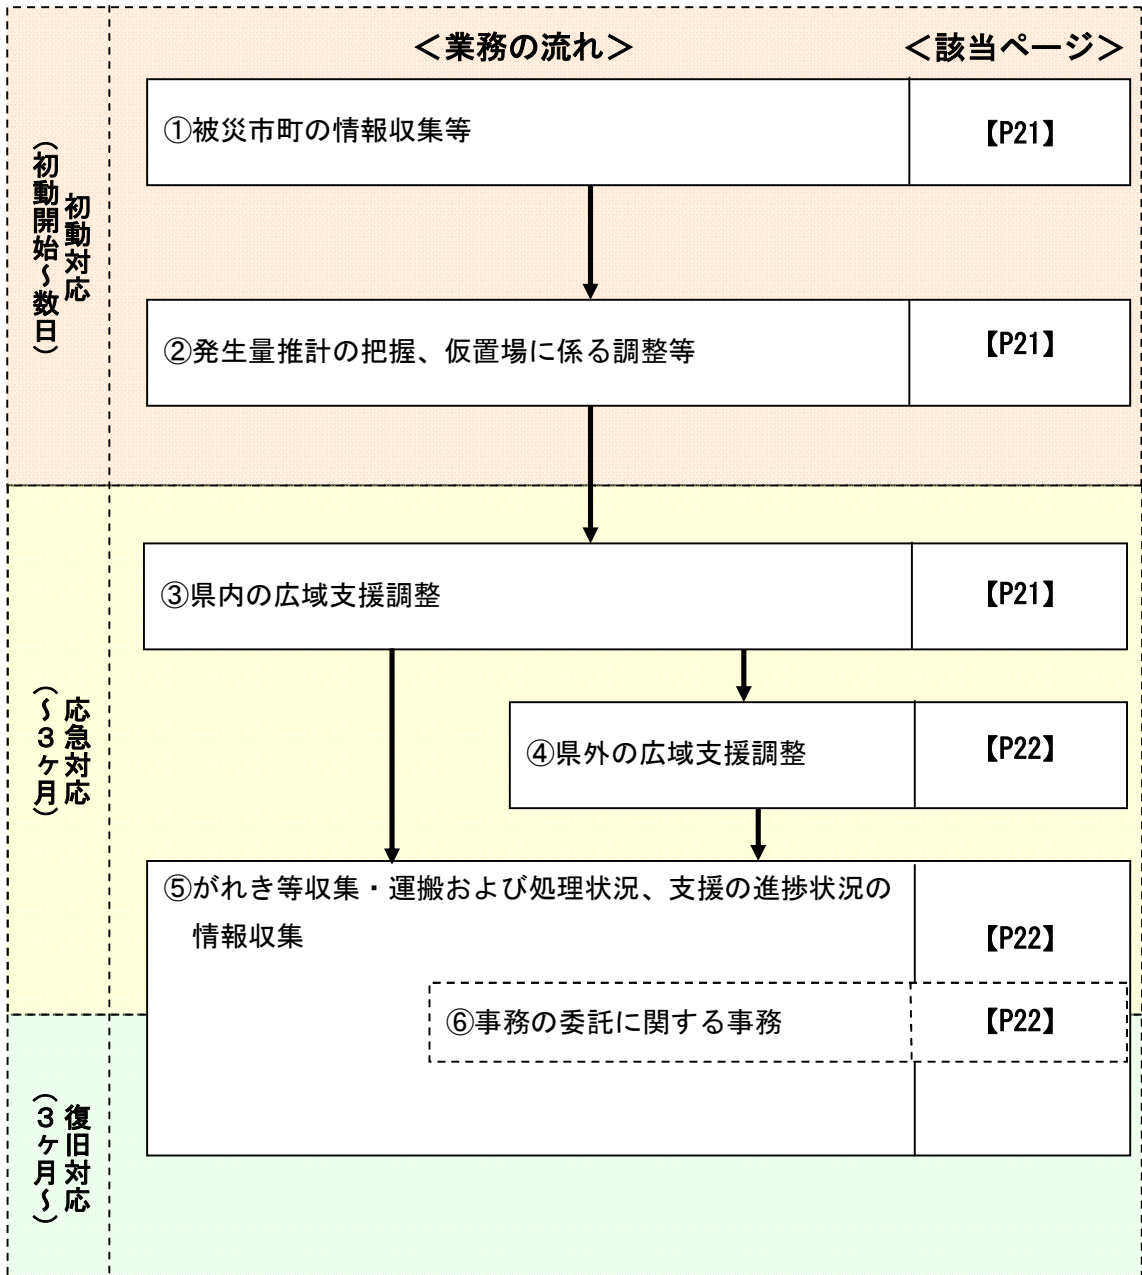 ＜業務の流れ＞ ＜該当ページ＞
初動対応
（初動開始～数日）
①被災市町の情報収集等 【P21】
②発生量推計の把握、仮置場に係る調整等 【P21】
応急対応
（～３ヶ月）
③県内の広域支援調整 【P21】
④県外の広域支援調整 【P22】
⑤がれき等収集・運搬および処理状況、支援の進捗状況の
情報収集 【P22】
⑥事務の委託に関する事務 【P22】
復旧対応
（３ヶ月～）